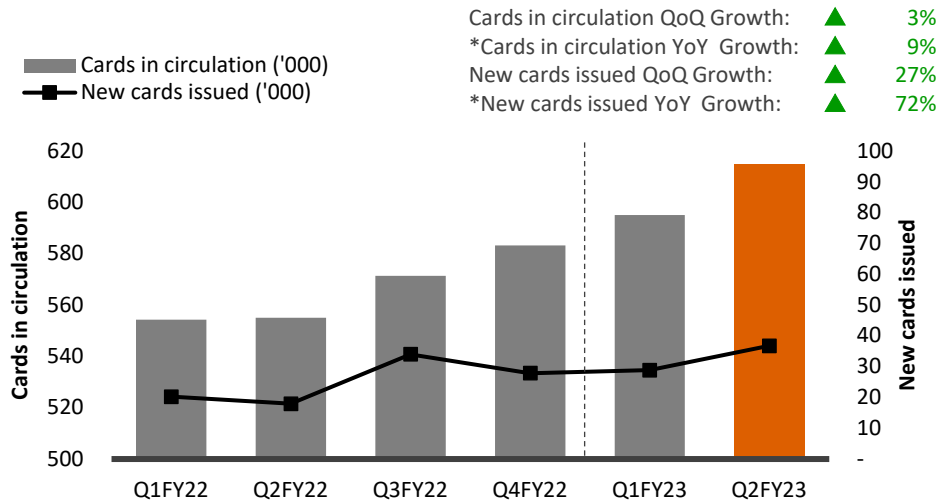 Cards in circulation QoQ Growth: ▲ 3%
*Cards in circulation YoY Growth: ▲ 9%
New cards issued QoQ Growth: ▲ 27%
*New cards issued YoY Growth: ▲ 72%
Cards in circulation ('000)
New cards issued ('000)
620
600
580
560
540
520
500
Cards in circulation
100
90
80
70
60
50
40
30
20
10
-
New cards issued
Q1FY22 Q2FY22 Q3FY22 Q4FY22 Q1FY23 Q2FY23